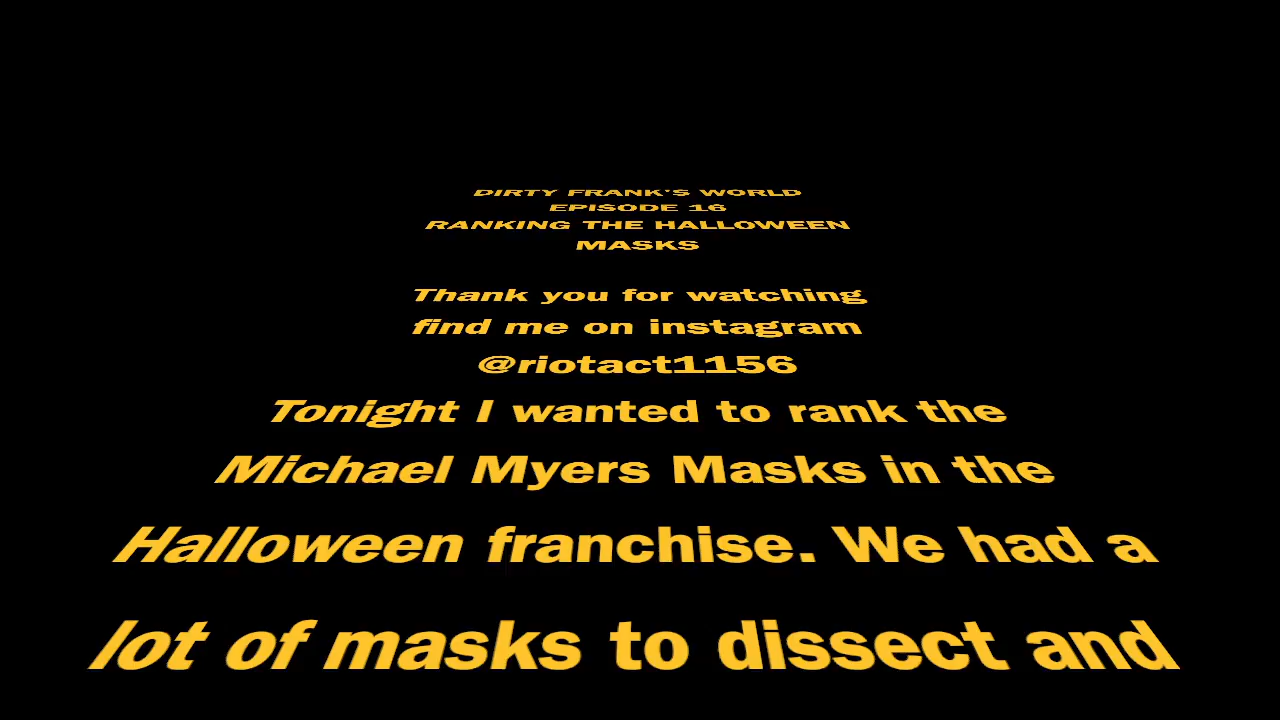 DIRTY FRANK'S WORLD
EPISODE 16
RANKING THE HALLOWEEN
MASKS
Thank you for watching
find me on instagram
@riotact1156
Tonight I wanted to rank the
Michael Myers Masks in the
Halloween franchise. We had a
lot of masks to dissect and